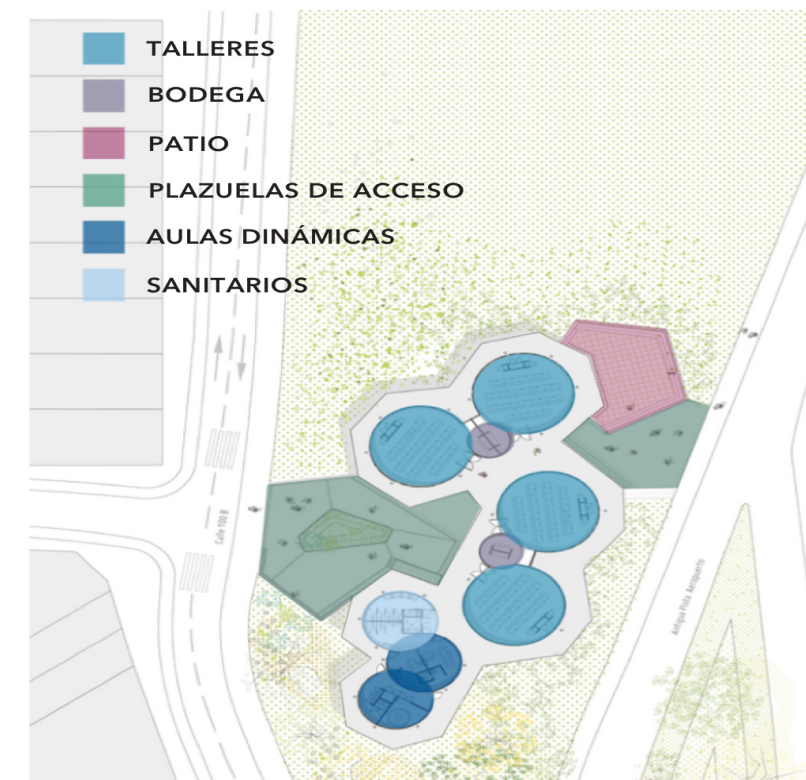 TALLERES
BODEGA
PATIO
PLAZUELAS DE ACCESO
AULAS DINÁMICAS
SANITARIOS
Calle 100 B
Antigua Pista Aeropuerto